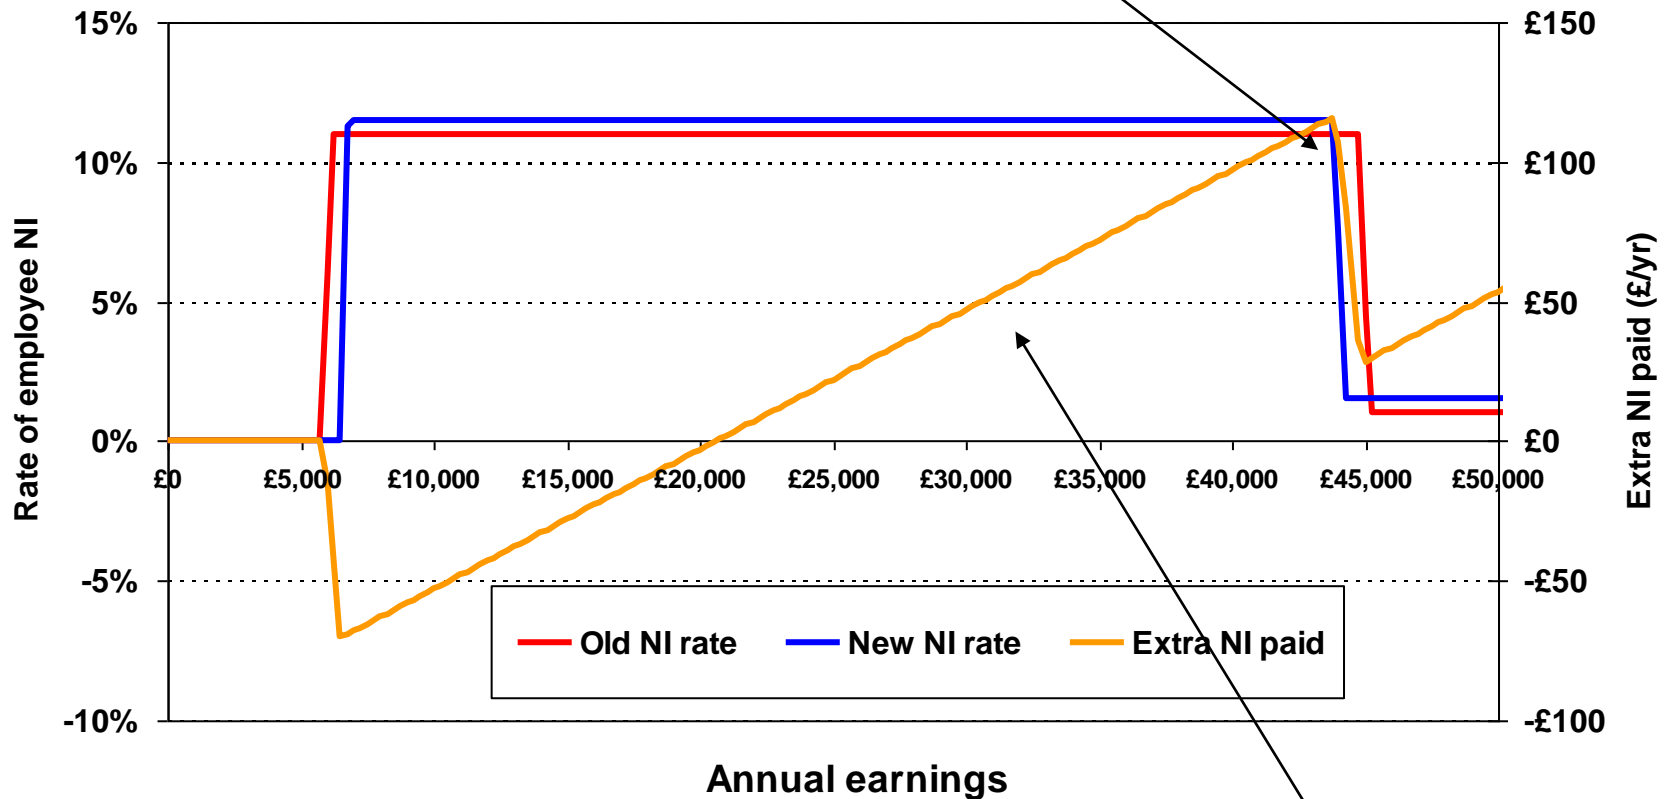 15%
10%
5%
0%
-5%
-10%
Rate of employee NI
£150
£100
£50
£0
-£50
-£100
Extra NI paid (£/yr)
£0 £5,000 £10,000 £15,000 £20,000 £25,000 £30,000 £35,000 £40,000 £45,000 £50,000
Old NI rate New NI rate Extra NI paid
Annual earnings